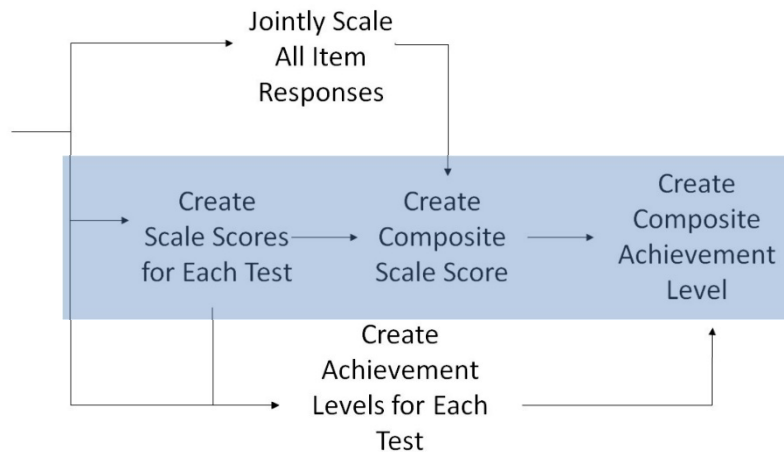 Jointly Scale
All Item
Responses
Create
Scale Scores
for Each Test
Create
Composite
Scale Score
Create
Composite
Achievement
Level
Create
Achievement
Levels for Each
Test